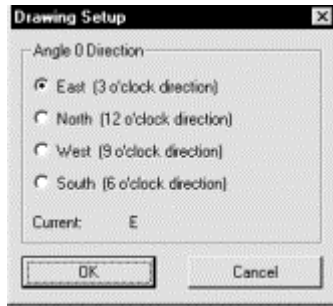 Drawing Setup
Angle 0 Direction
East (3 o'clock direction)
North (12 o'clock direction)
West (9 o'clock direction)
South (6 o'clock direction)
Current: E
OK Cancel